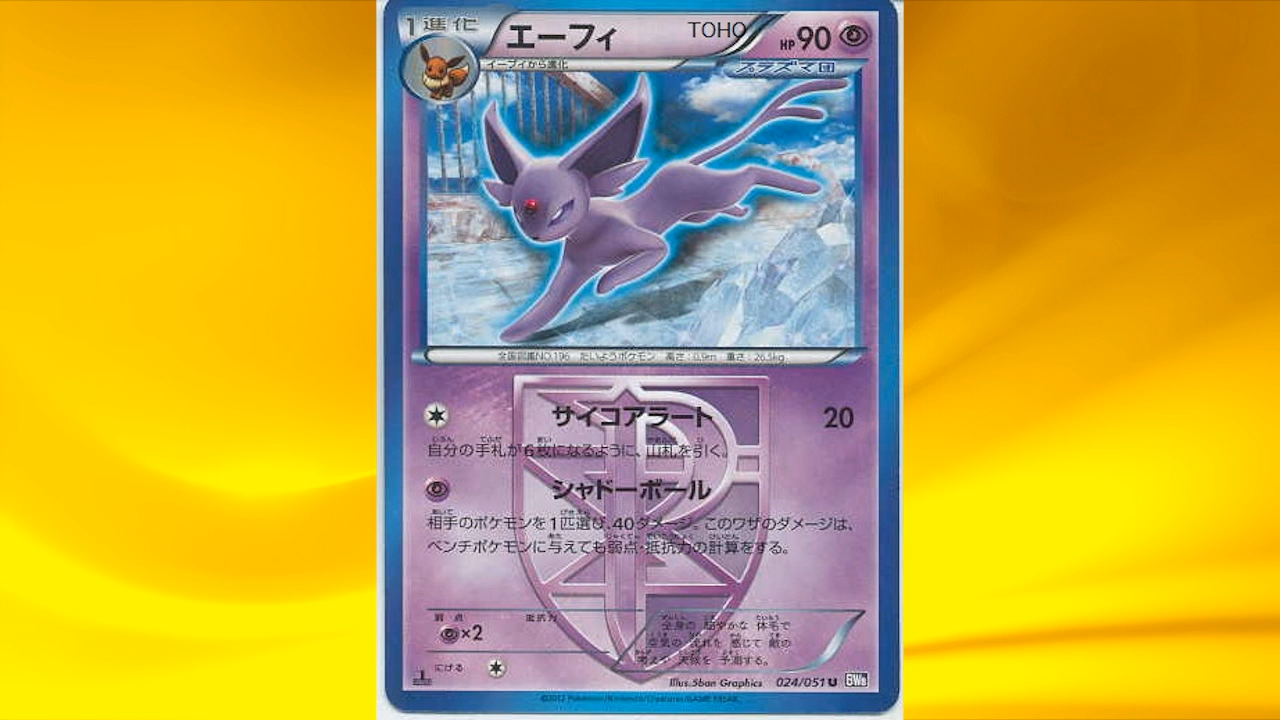 1進化
エーフィ
TOHO
HP90
イーブイから進化
プラズマ団
全国図鑑NO.196 たいようポケモン 高さ:0.9m 重さ:26.5kg
サイコアラート 20
自分の手札が6枚になるように、山札を引く。
シャドーボール
相手のポケモンを1匹選び、40ダメージ。このワザのダメージは、
ベンチポケモンに与えても弱点・抵抗力の計算をする。
弱点 抵抗力
×2
全身の 細やかな 体毛で
空気の 流れを 感じて 敵の
考えや 天候を 予測する。
にげる
Illus.5ban Graphics 024/051 U BW8
©2012 Pokémon/Nintendo/Creatures/GAME FREAK.